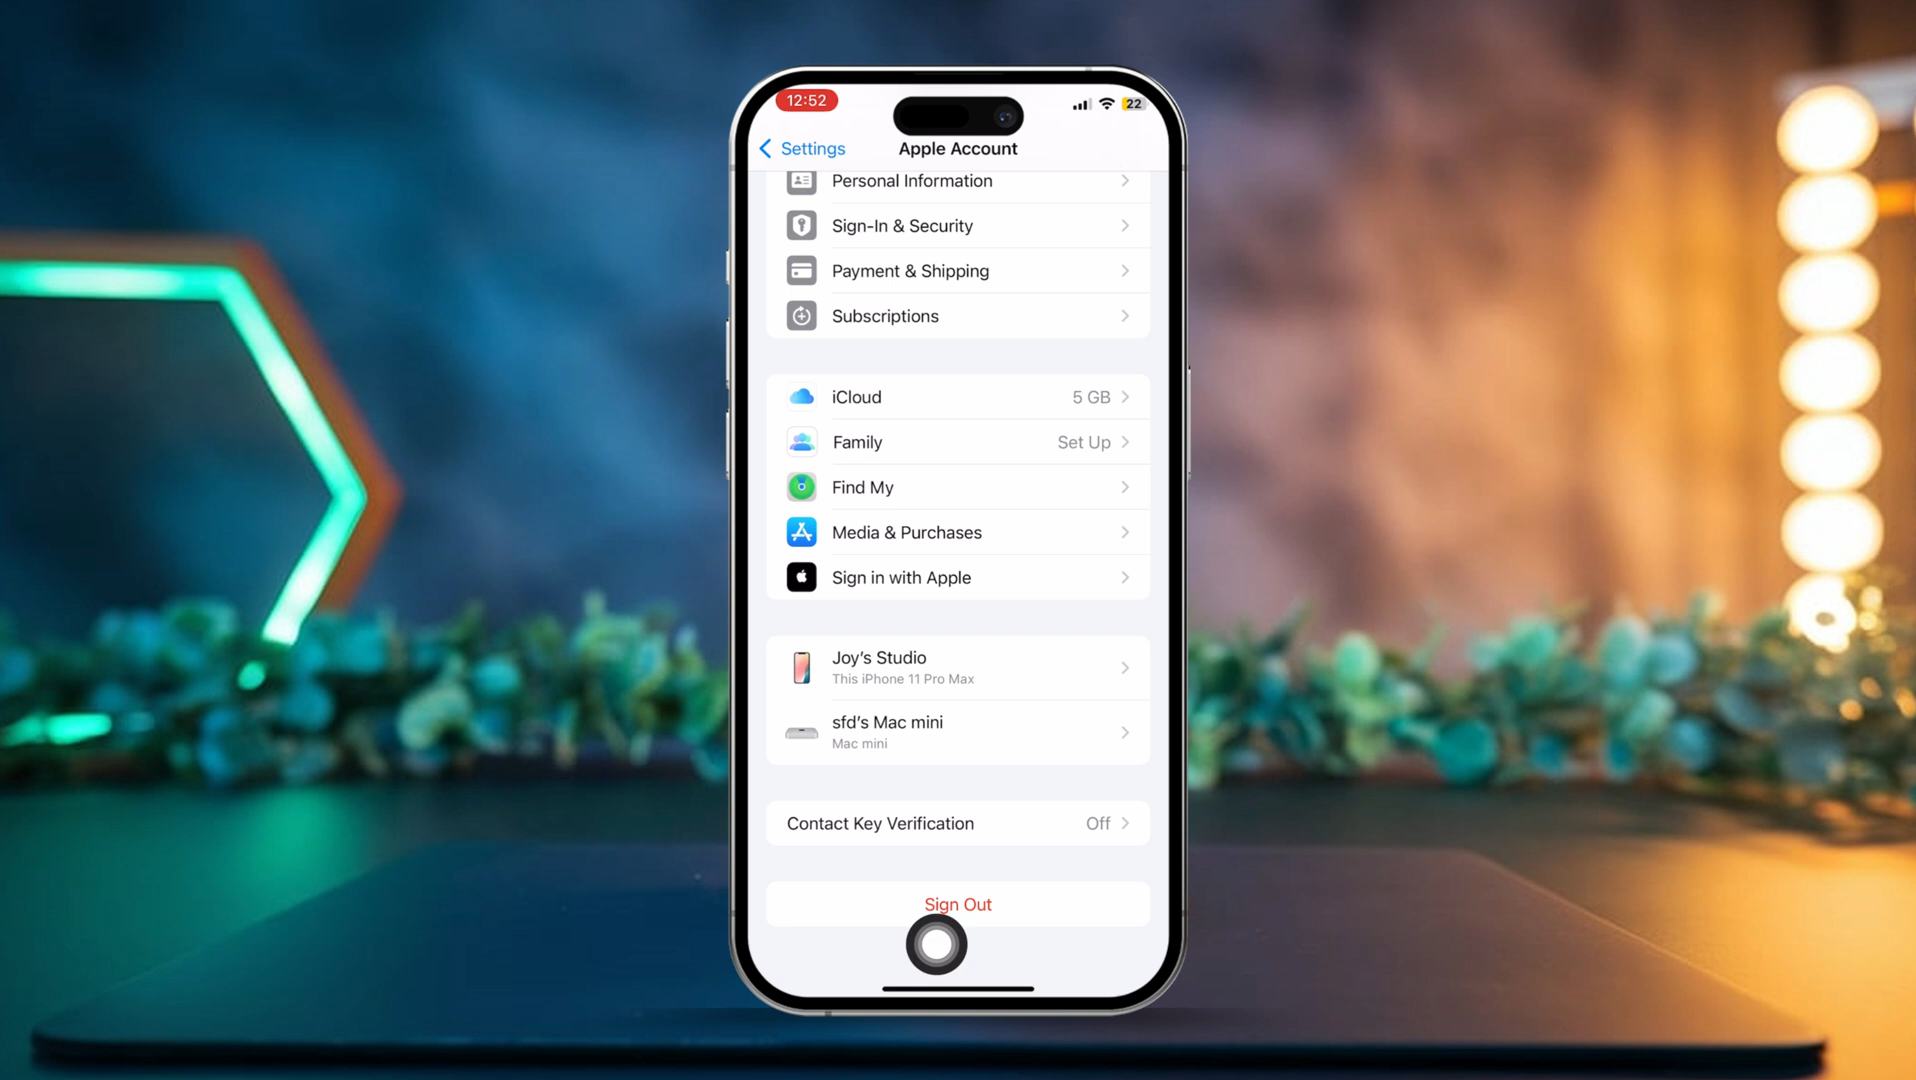 12:52
22
Settings
Apple Account
Personal Information
Sign-In & Security
Payment & Shipping
Subscriptions
iCloud 5 GB
Family Set Up
Find My
Media & Purchases
Sign in with Apple
Joy's Studio
This iPhone 11 Pro Max
sfd's Mac mini
Mac mini
Contact Key Verification Off
Sign Out